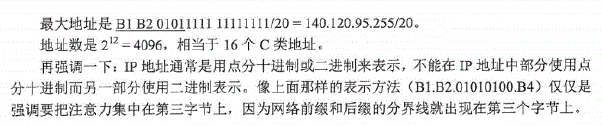 最大地址是 B1 B2 01011111 11111111/20 = 140.120.95.255/20。
地址数是 2¹² = 4096，相当于 16 个 C 类地址。
再强调一下：IP 地址通常是用点分十进制或二进制来表示，不能在 IP 地址中部分使用点
分十进制而另一部分使用二进制表示。像上面那样的表示方法（B1.B2.01010100.B4）仅仅是
强调要把注意力集中在第三字节上，因为网络前缀和后缀的分界线就出现在第三个字节上。